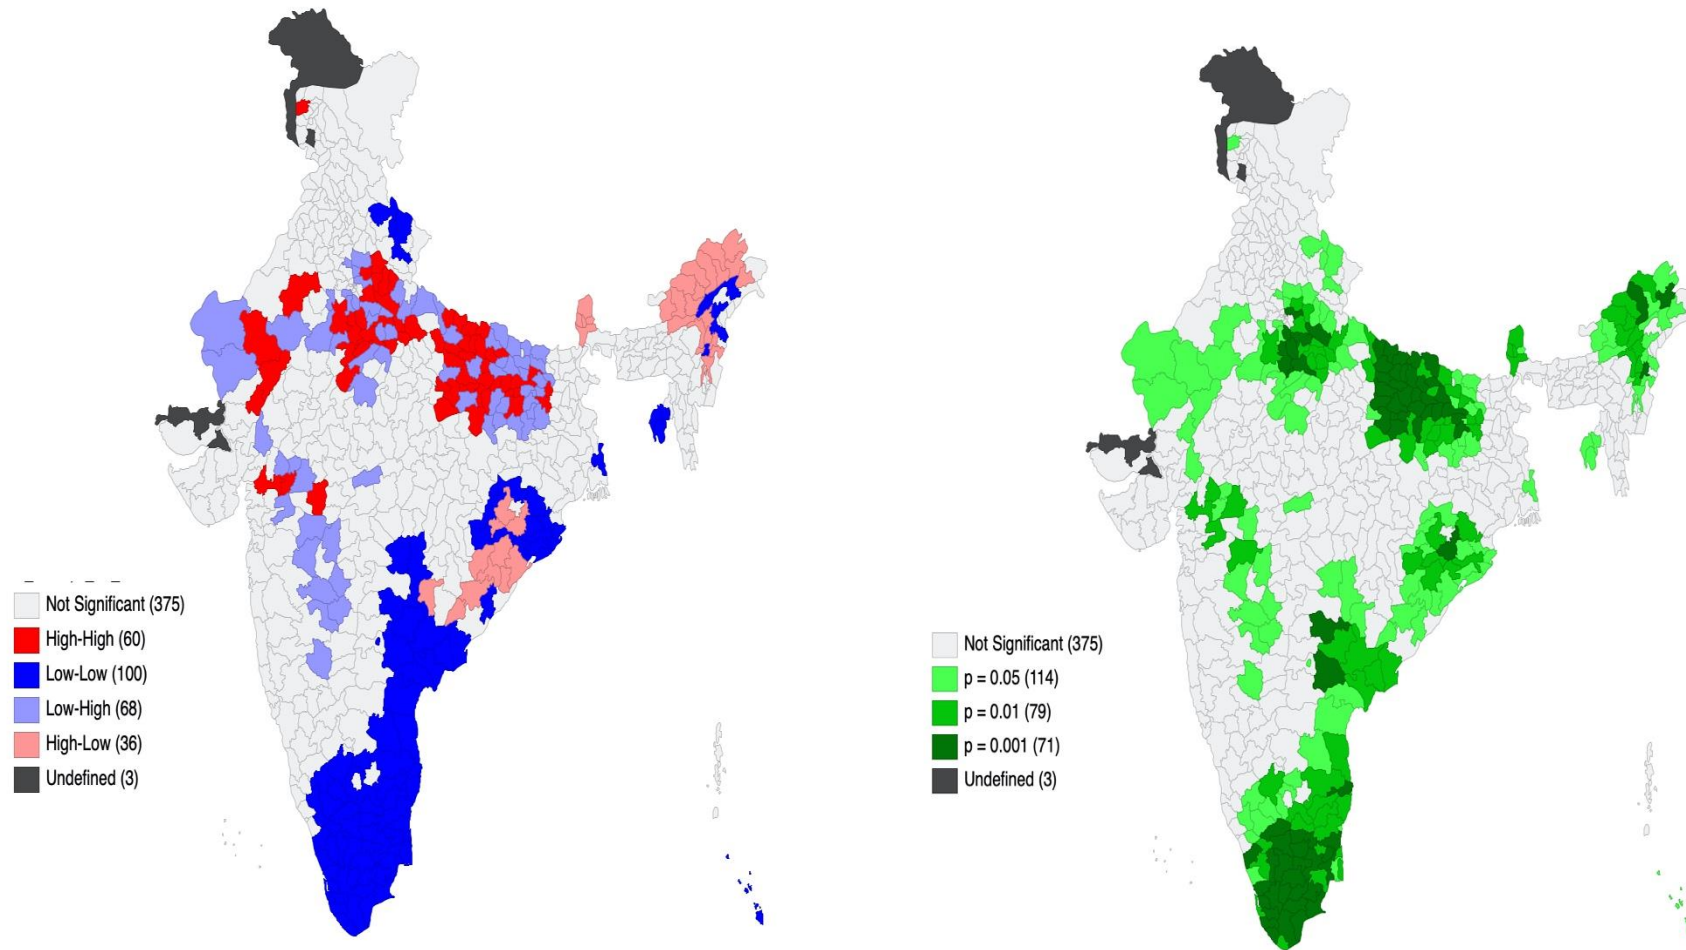 Not Significant (375)
High-High (60)
Low-Low (100)
Low-High (68)
High-Low (36)
Undefined (3)
Not Significant (375)
p = 0.05 (114)
p = 0.01 (79)
p = 0.001 (71)
Undefined (3)